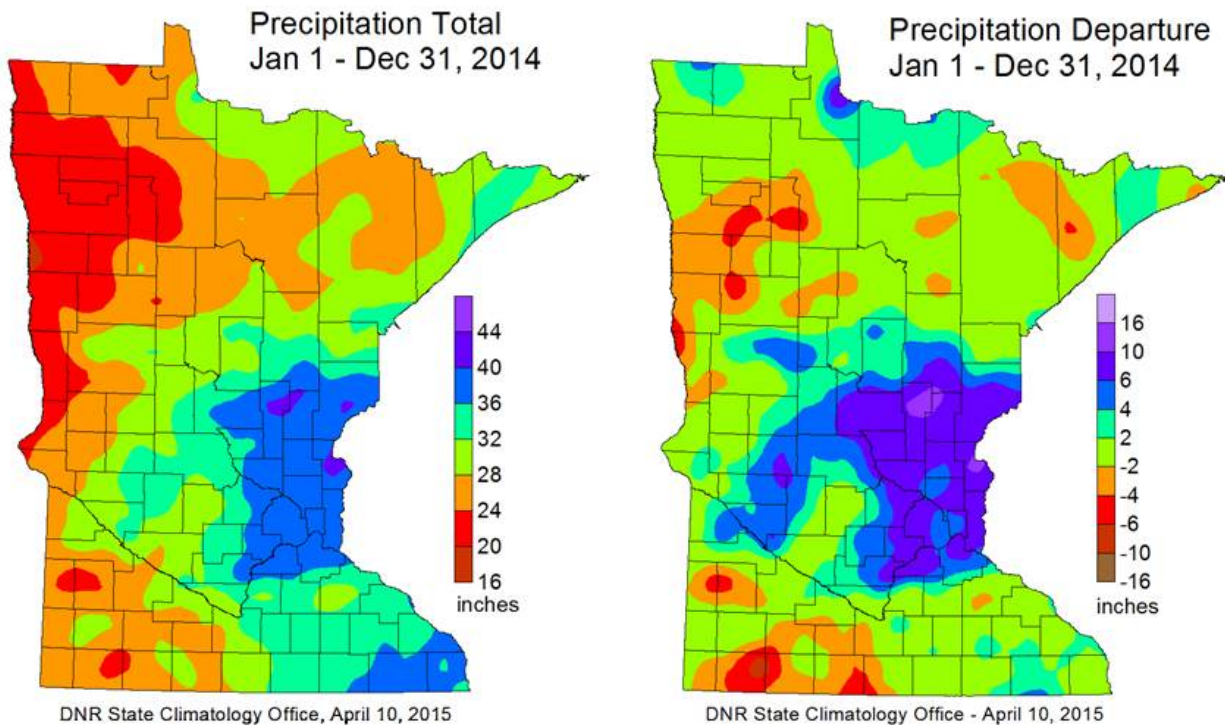 Precipitation Total
Jan 1 - Dec 31, 2014
44
40
36
32
28
24
20
16
inches
DNR State Climatology Office, April 10, 2015
Precipitation Departure
Jan 1 - Dec 31, 2014
16
10
6
4
2
-2
-4
-6
-10
-16
inches
DNR State Climatology Office - April 10, 2015